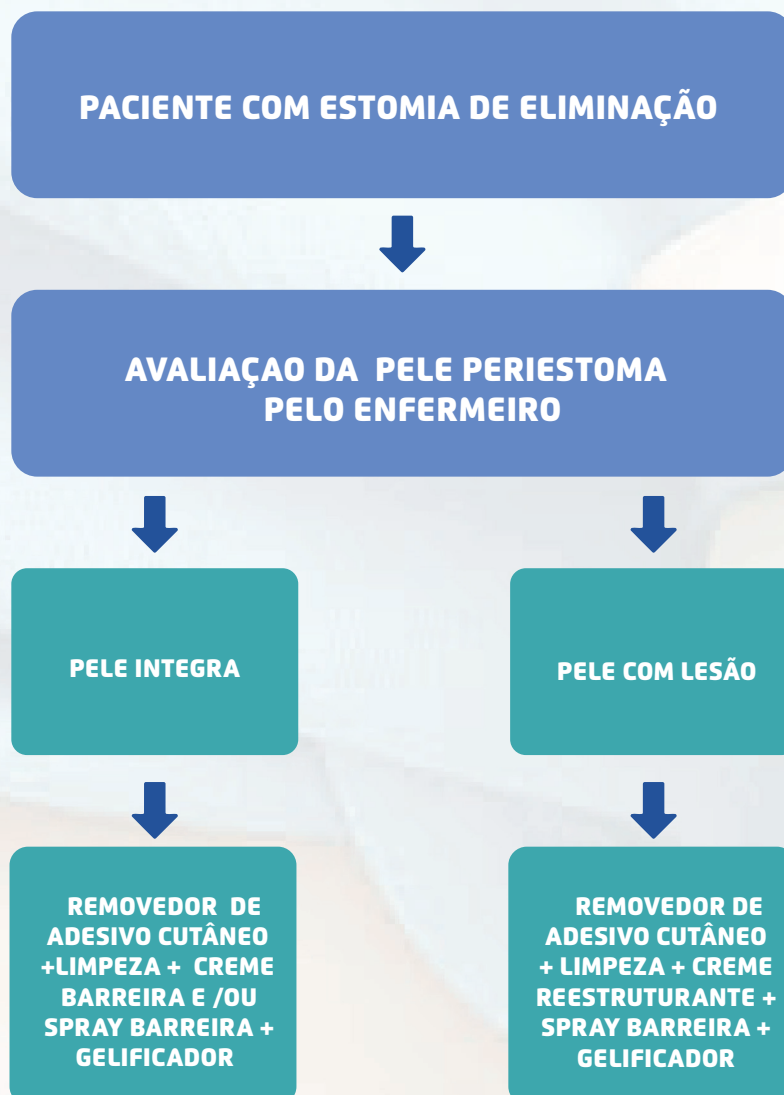 PACIENTE COM ESTOMIA DE ELIMINAÇÃO
AVALIAÇAO DA  PELE PERIESTOMA
PELO ENFERMEIRO
PELE INTEGRA
PELE COM LESÃO
REMOVEDOR  DE
ADESIVO CUTÂNEO
+LIMPEZA +  CREME
BARREIRA E /OU
SPRAY BARREIRA +
GELIFICADOR
REMOVEDOR DE
ADESIVO CUTÂNEO
+ LIMPEZA + CREME
REESTRUTURANTE +
SPRAY BARREIRA +
GELIFICADOR